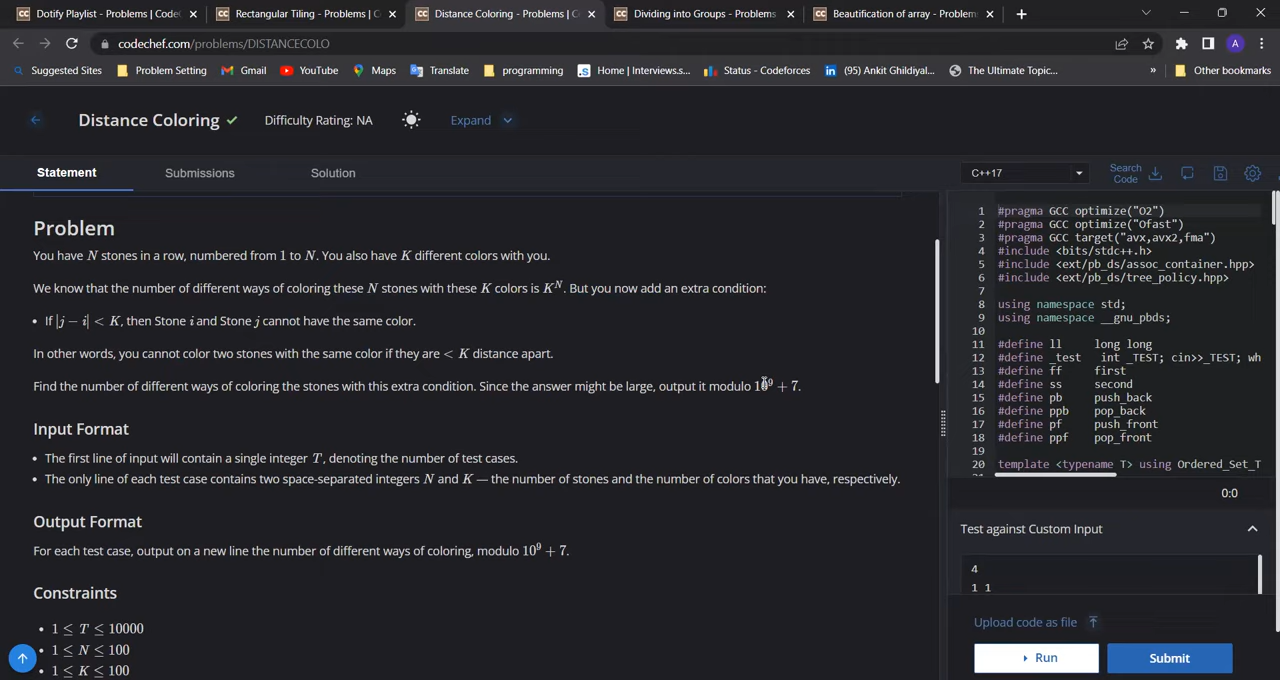 Dotify Playlist - Problems | Code
Rectangular Tiling - Problems | C
Distance Coloring - Problems | C
Dividing into Groups - Problems
Beautification of array - Problem
codechef.com/problems/DISTANCECOLO
A
Suggested Sites
Problem Setting
Gmail
YouTube
Maps
Translate
programming
Home | Interviews.s...
Status - Codeforces
(95) Ankit Ghildiyal...
The Ultimate Topic...
»
Other bookmarks
Distance Coloring
Difficulty Rating: NA
Expand
Statement
Submissions
Solution
C++17
Search Code
Problem
You have N stones in a row, numbered from 1 to N. You also have K different colors with you.
We know that the number of different ways of coloring these N stones with these K colors is K^N. But you now add an extra condition:
• If |j − i| < K, then Stone i and Stone j cannot have the same color.
In other words, you cannot color two stones with the same color if they are < K distance apart.
Find the number of different ways of coloring the stones with this extra condition. Since the answer might be large, output it modulo 10^9 + 7.
Input Format
• The first line of input will contain a single integer T, denoting the number of test cases.
• The only line of each test case contains two space-separated integers N and K — the number of stones and the number of colors that you have, respectively.
Output Format
For each test case, output on a new line the number of different ways of coloring, modulo 10^9 + 7.
Constraints
• 1 ≤ T ≤ 10000
• 1 ≤ N ≤ 100
• 1 ≤ K ≤ 100
1 #pragma GCC optimize("O2")
2 #pragma GCC optimize("Ofast")
3 #pragma GCC target("avx,avx2,fma")
4 #include <bits/stdc++.h>
5 #include <ext/pb_ds/assoc_container.hpp>
6 #include <ext/pb_ds/tree_policy.hpp>
7
8 using namespace std;
9 using namespace __gnu_pbds;
10
11 #define ll long long
12 #define _test int _TEST; cin>>_TEST; wh
13 #define ff first
14 #define ss second
15 #define pb push_back
16 #define ppb pop_back
17 #define pf push_front
18 #define ppf pop_front
19
20 template <typename T> using Ordered_Set_T
0:0
Test against Custom Input
4
1 1
Upload code as file
Run
Submit